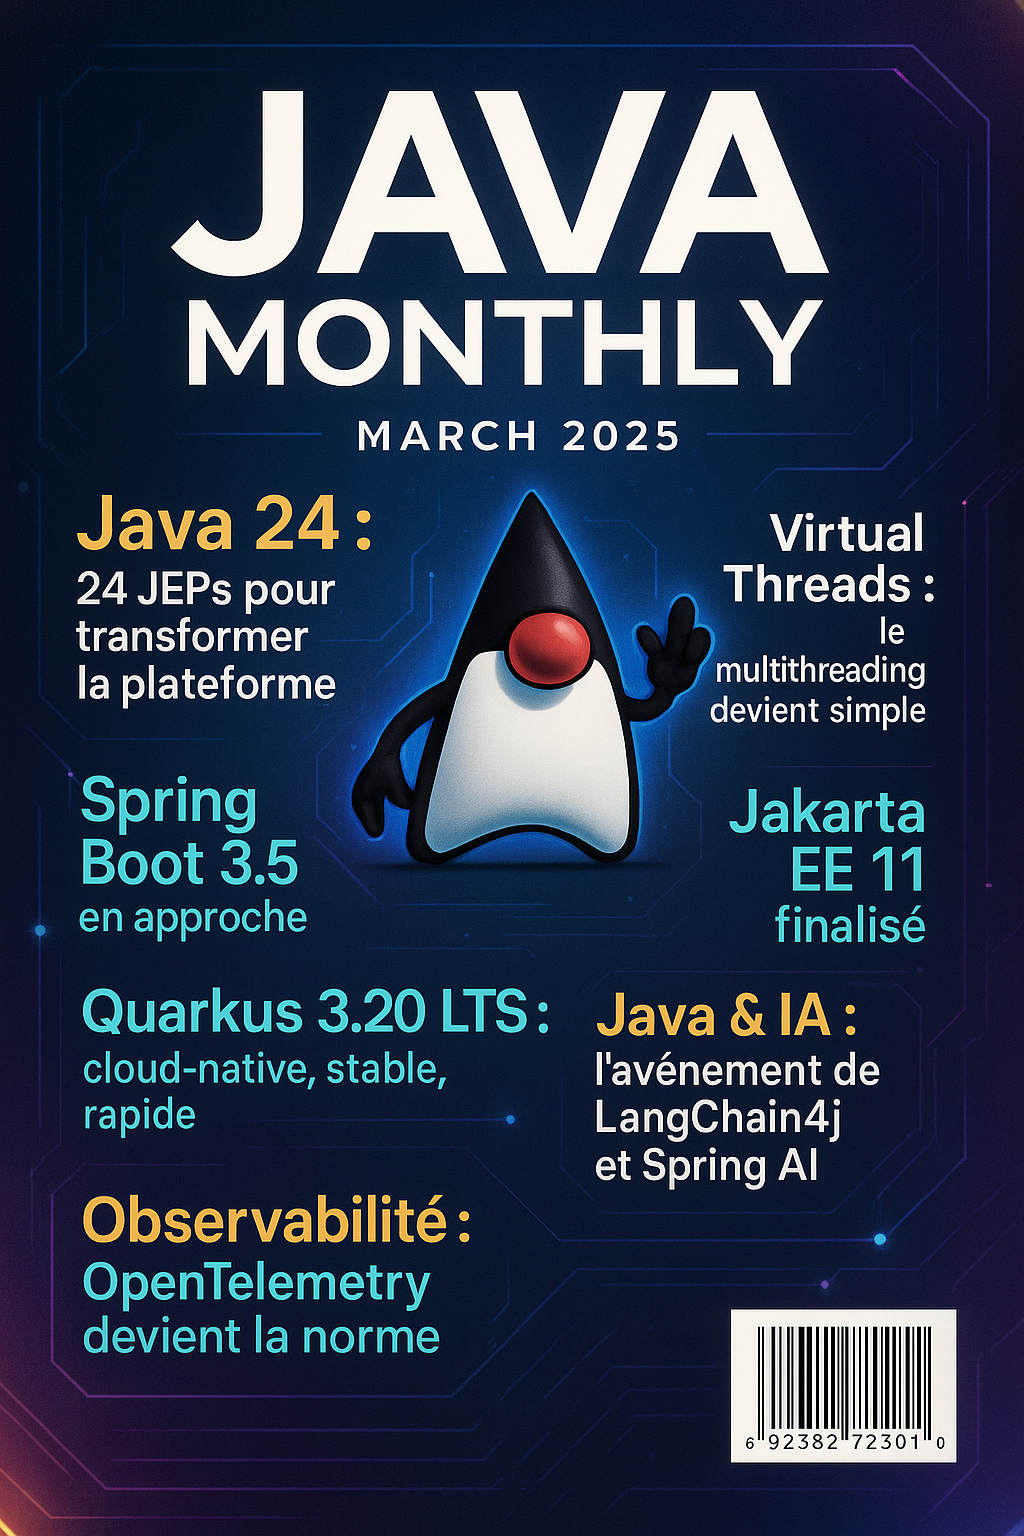 JAVA
MONTHLY
MARCH 2025
Java 24 :
24 JEPs pour
transformer
la plateforme
Virtual
Threads :
le
multithreading
devient simple
Spring
Boot 3.5
en approche
Jakarta
EE 11
finalisé
Quarkus 3.20 LTS :
cloud-native, stable,
rapide
Java & IA :
l'avénement de
LangChain4j
et Spring AI
Observabilité :
OpenTelemetry
devient la norme
6 92382 72301 0